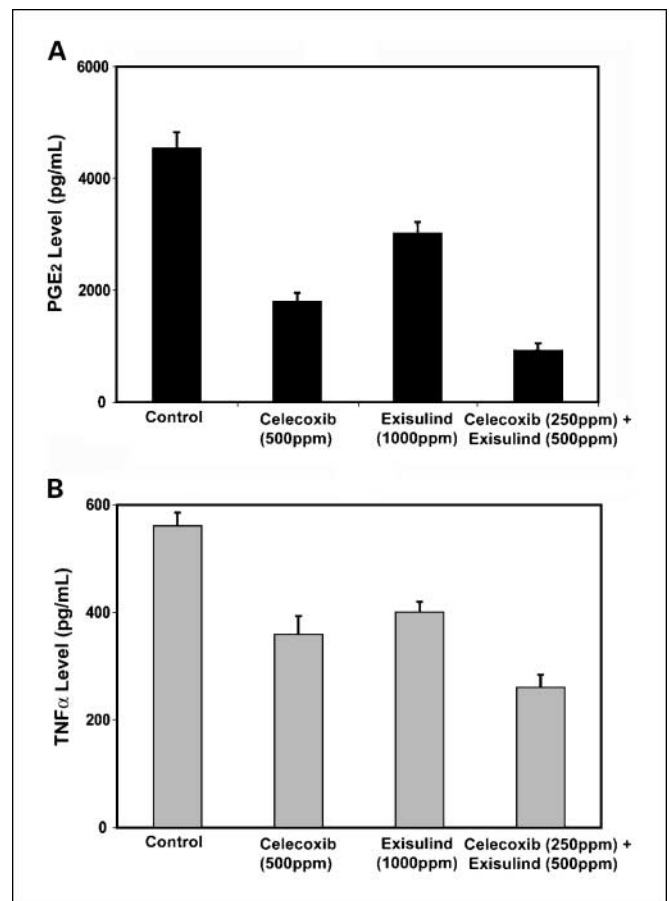 A
6000
4000
2000
0
PGE2 Level (pg/mL)
Control
Celecoxib
(500ppm)
Exisulind
(1000ppm)
Celecoxib (250ppm) +
Exisulind (500ppm)
B
600
400
200
0
TNFα Level (pg/mL)
Control
Celecoxib
(500ppm)
Exisulind
(1000ppm)
Celecoxib (250ppm) +
Exisulind (500ppm)